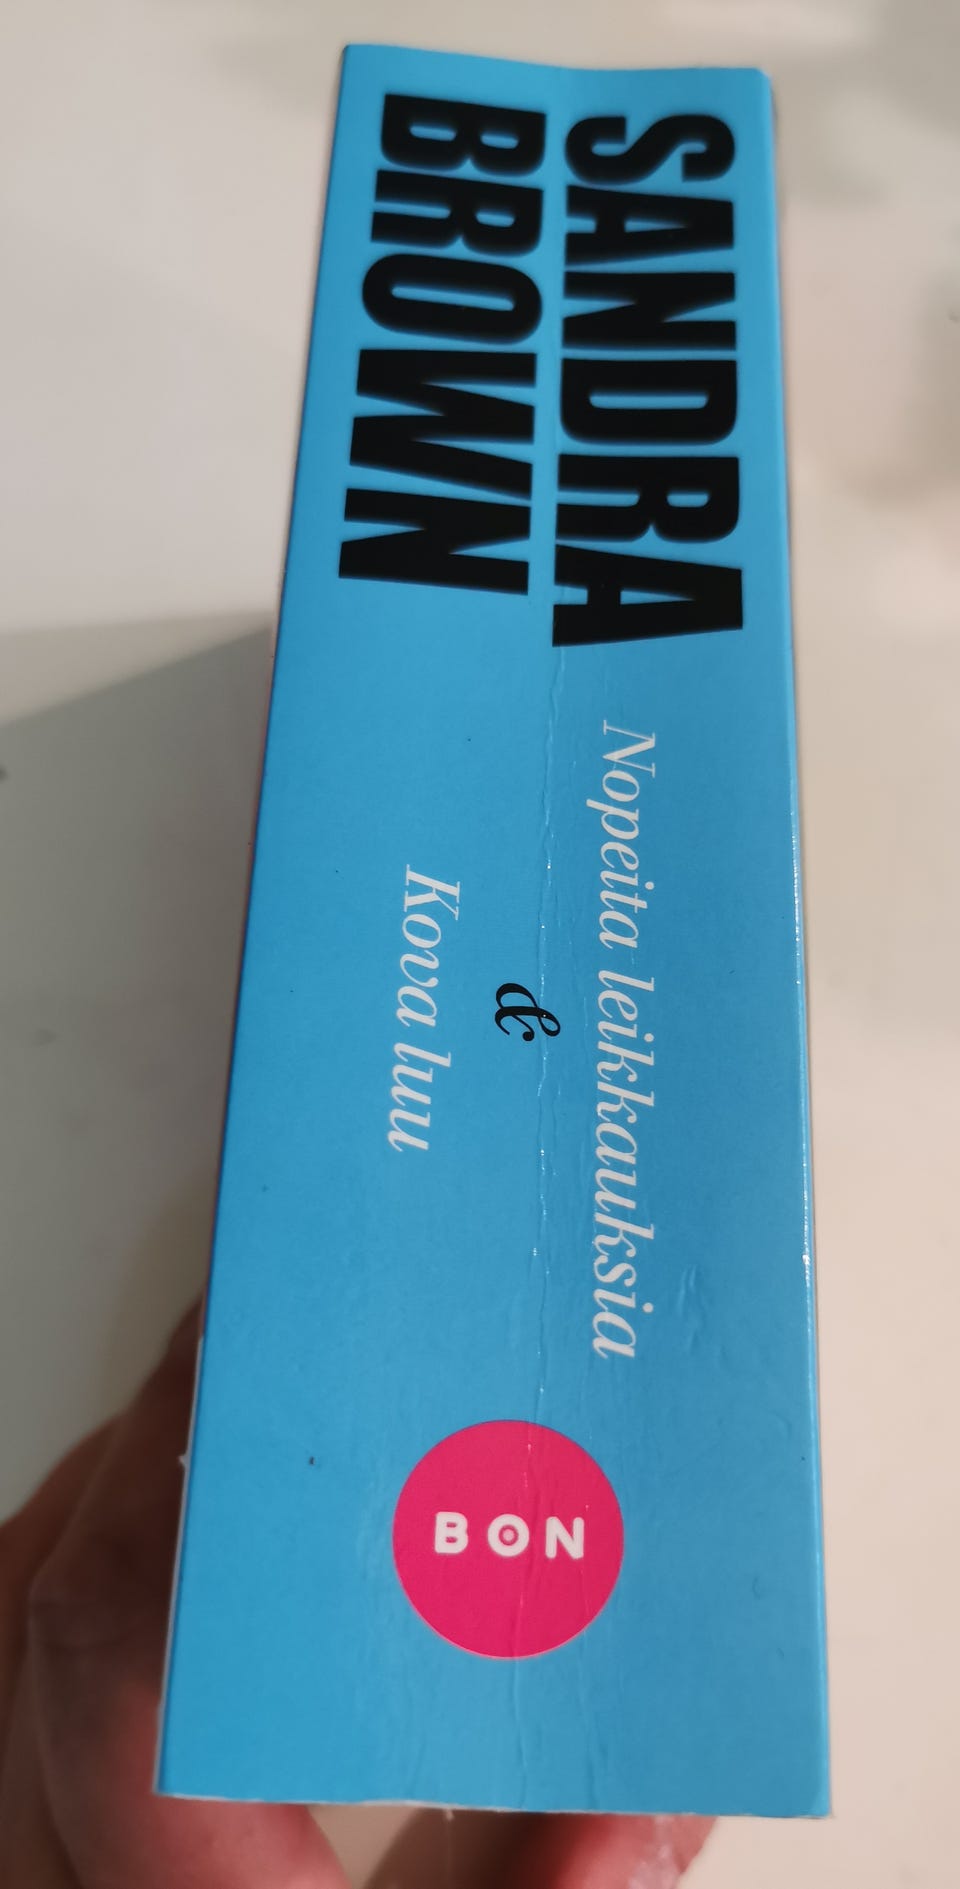 SANDRA
BROWN
Nopeita leikkauksia
&
Kova luu
BON